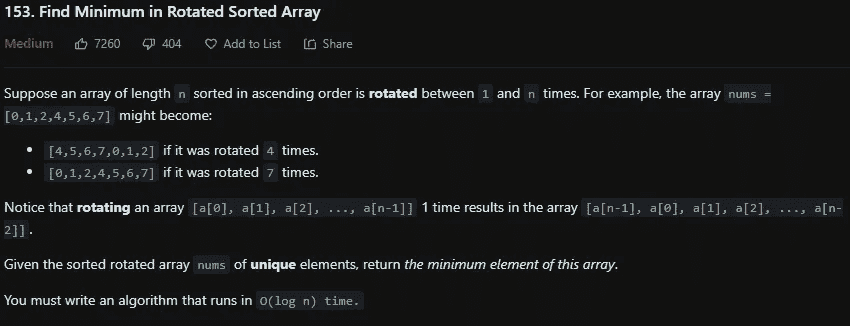 153. Find Minimum in Rotated Sorted Array
Medium 7260 404 Add to List Share
Suppose an array of length n sorted in ascending order is rotated between 1 and n times. For example, the array nums =
[0,1,2,4,5,6,7] might become:
• [4,5,6,7,0,1,2] if it was rotated 4 times.
• [0,1,2,4,5,6,7] if it was rotated 7 times.
Notice that rotating an array [a[0], a[1], a[2], ..., a[n-1]] 1 time results in the array [a[n-1], a[0], a[1], a[2], ..., a[n-
2]].
Given the sorted rotated array nums of unique elements, return the minimum element of this array.
You must write an algorithm that runs in O(log n) time.